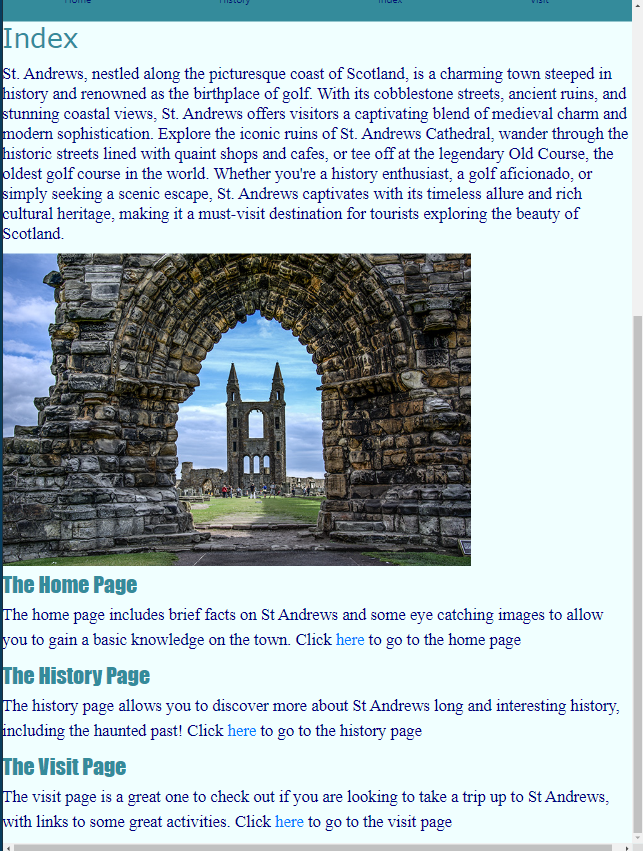 Home History Index Visit
Index
St. Andrews, nestled along the picturesque coast of Scotland, is a charming town steeped in
history and renowned as the birthplace of golf. With its cobblestone streets, ancient ruins, and
stunning coastal views, St. Andrews offers visitors a captivating blend of medieval charm and
modern sophistication. Explore the iconic ruins of St. Andrews Cathedral, wander through the
historic streets lined with quaint shops and cafes, or tee off at the legendary Old Course, the
oldest golf course in the world. Whether you're a history enthusiast, a golf aficionado, or
simply seeking a scenic escape, St. Andrews captivates with its timeless allure and rich
cultural heritage, making it a must-visit destination for tourists exploring the beauty of
Scotland.
The Home Page
The home page includes brief facts on St Andrews and some eye catching images to allow
you to gain a basic knowledge on the town. Click here to go to the home page
The History Page
The history page allows you to discover more about St Andrews long and interesting history,
including the haunted past! Click here to go to the history page
The Visit Page
The visit page is a great one to check out if you are looking to take a trip up to St Andrews,
with links to some great activities. Click here to go to the visit page